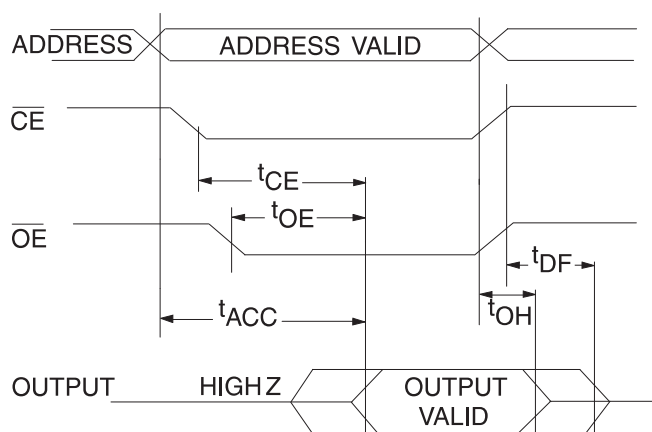 ADDRESS ADDRESS VALID
CE
tCE
tOE
OE
tDF
tACC
tOH
OUTPUT HIGH Z OUTPUT
VALID